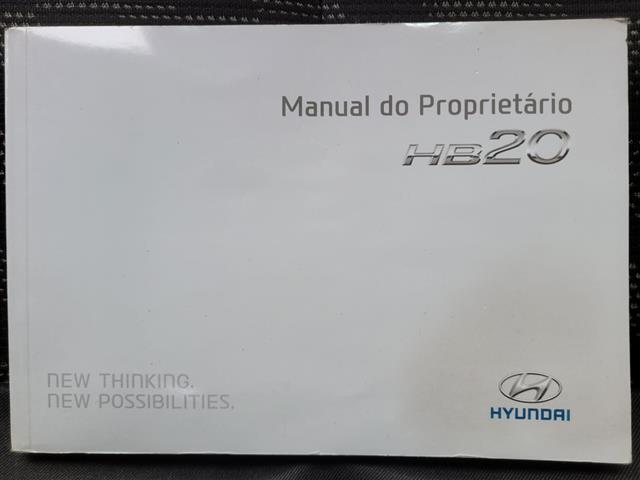 Manual do Proprietário
HB20
NEW THINKING.
NEW POSSIBILITIES.
HYUNDAI